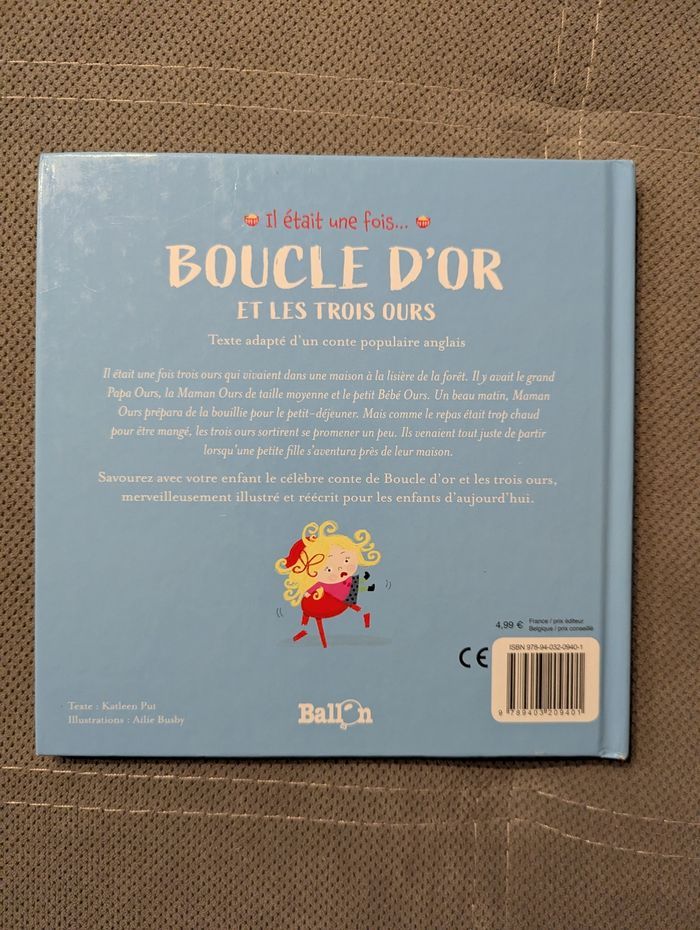 Il était une fois...
BOUCLE D'OR
ET LES TROIS OURS
Texte adapté d'un conte populaire anglais
Il était une fois trois ours qui vivaient dans une maison à la lisière de la forêt. Il y avait le grand
Papa Ours, la Maman Ours de taille moyenne et le petit Bébé Ours. Un beau matin, Maman
Ours prépara de la bouillie pour le petit-déjeuner. Mais comme le repas était trop chaud
pour être mangé, les trois ours sortirent se promener un peu. Ils venaient tout juste de partir
lorsqu'une petite fille s'aventura près de leur maison.
Savourez avec votre enfant le célèbre conte de Boucle d'or et les trois ours,
merveilleusement illustré et réécrit pour les enfants d'aujourd'hui.
4,99 € France / prix éditeur
Belgique / prix conseillé
CE
ISBN 978-94-032-0940-1
9 789403 209401
Texte : Katleen Put
Illustrations : Ailie Busby
Ballon